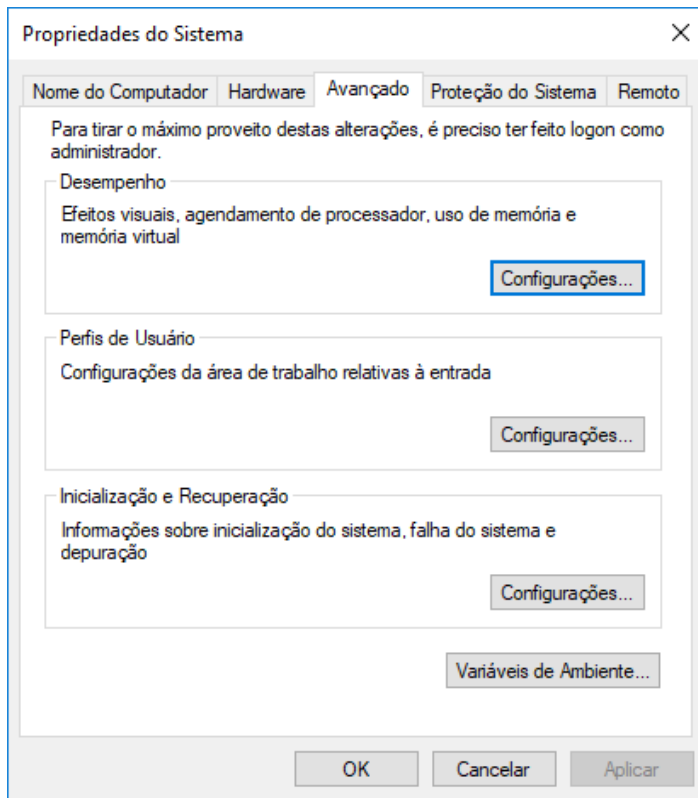 Propriedades do Sistema
Nome do Computador Hardware Avançado Proteção do Sistema Remoto
Para tirar o máximo proveito destas alterações, é preciso ter feito logon como
administrador.
Desempenho
Efeitos visuais, agendamento de processador, uso de memória e
memória virtual
Configurações...
Perfis de Usuário
Configurações da área de trabalho relativas à entrada
Configurações...
Inicialização e Recuperação
Informações sobre inicialização do sistema, falha do sistema e
depuração
Configurações...
Variáveis de Ambiente...
OK Cancelar Aplicar